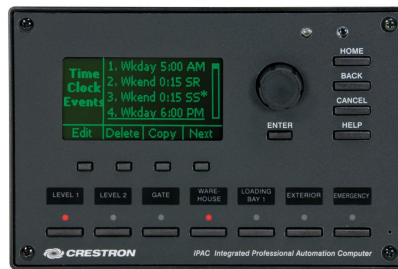 HOME
Time Clock Events
1. Wkday 5:00 AM
2. Wkend 0:15 SR
3. Wkend 0:15 SS*
4. Wkday 6:00 PM
BACK
CANCEL
ENTER
HELP
Edit Delete Copy Next
LEVEL 1
LEVEL 2
GATE
WARE-
HOUSE
LOADING
BAY 1
EXTERIOR
EMERGENCY
CRESTRON
IPAC Integrated Professional Automation Computer